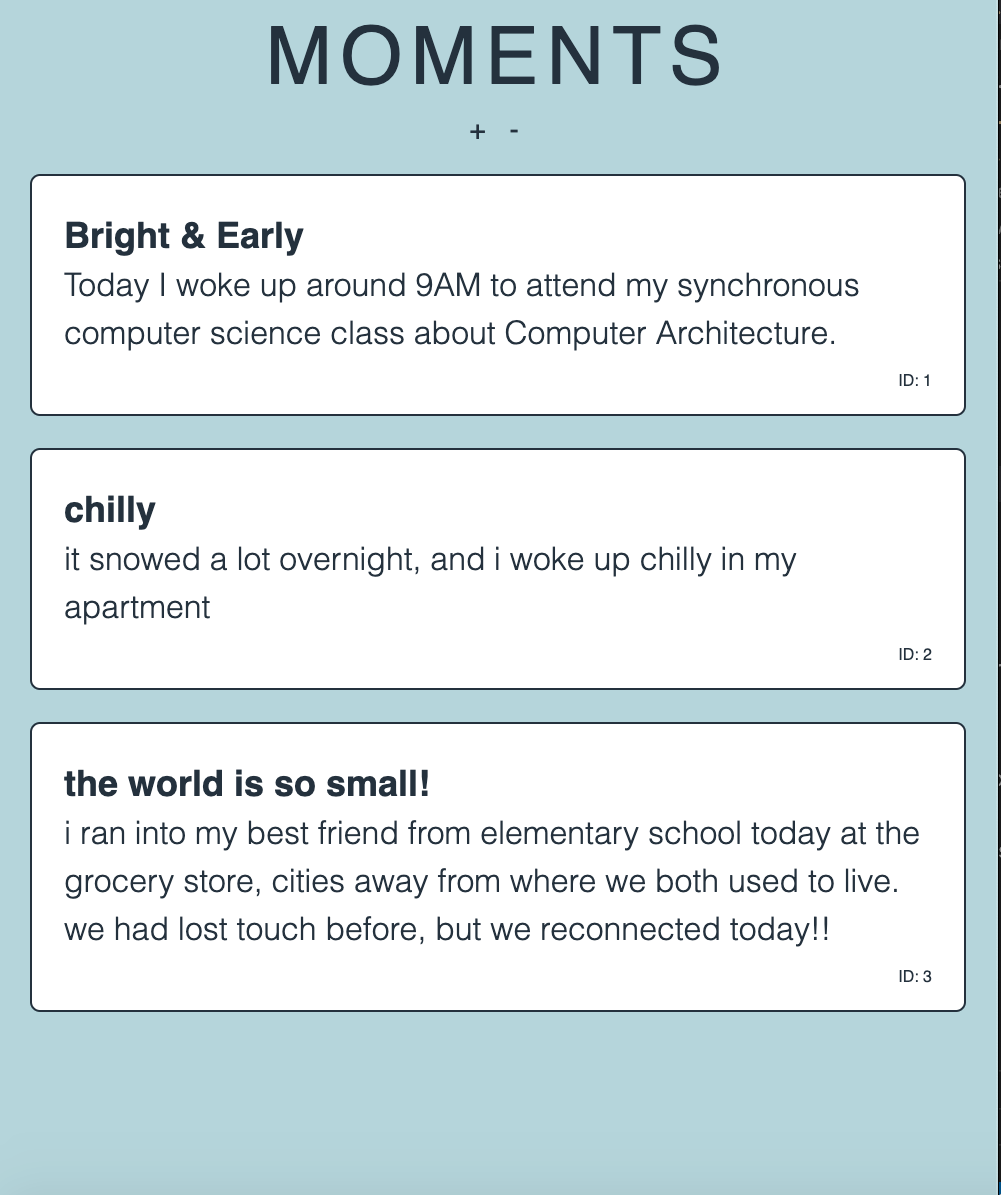 MOMENTS
+ -
Bright & Early
Today I woke up around 9AM to attend my synchronous
computer science class about Computer Architecture.
ID: 1
chilly
it snowed a lot overnight, and i woke up chilly in my
apartment
ID: 2
the world is so small!
i ran into my best friend from elementary school today at the
grocery store, cities away from where we both used to live.
we had lost touch before, but we reconnected today!!
ID: 3